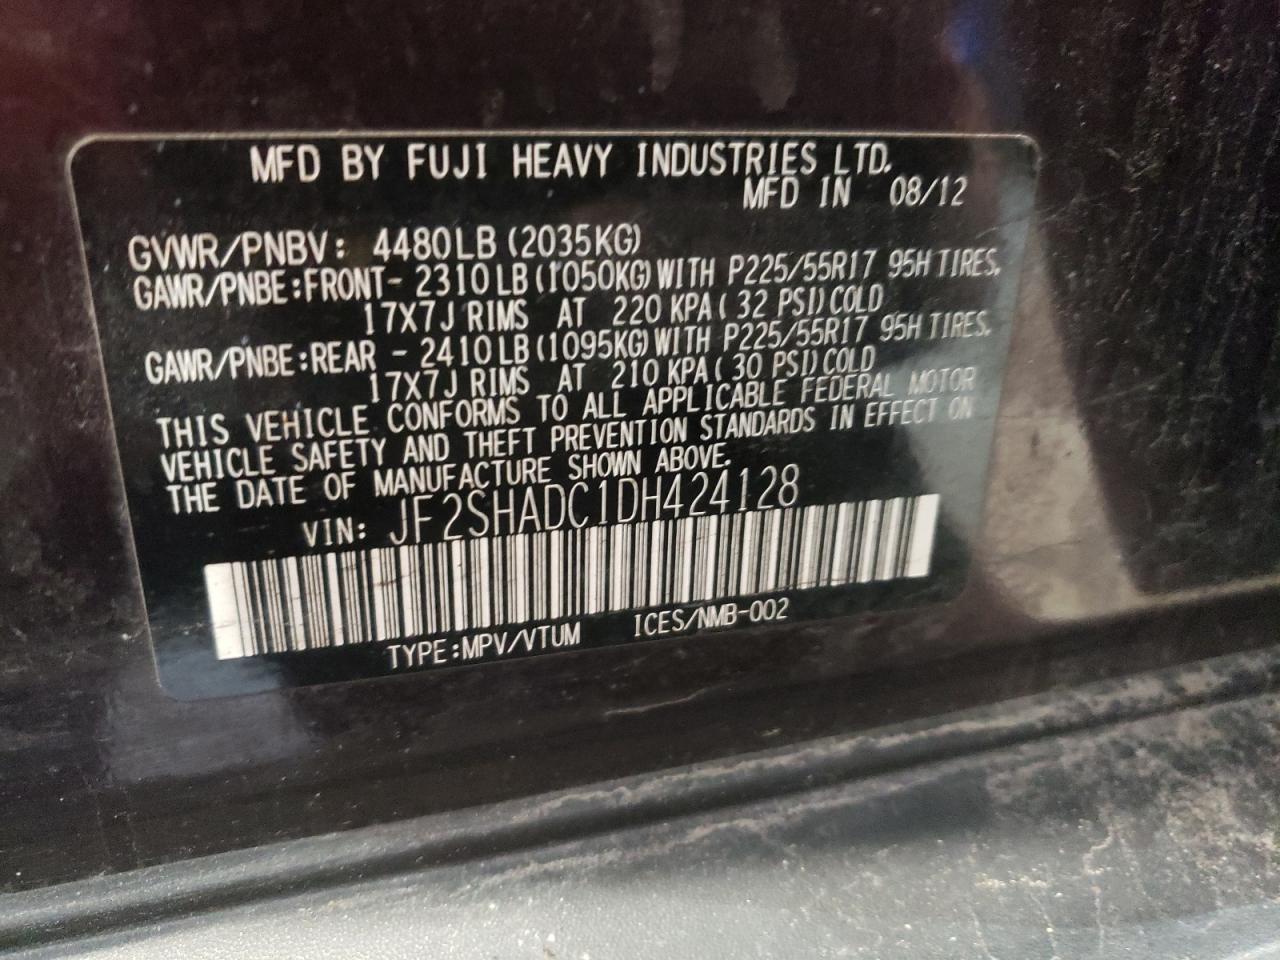 MFD BY FUJI HEAVY INDUSTRIES LTD.
MFD IN 08/12
GVWR/PNBV: 4480LB (2035KG)
GAWR/PNBE:FRONT- 2310LB (1050KG) WITH P225/55R17 95H TIRES,
17X7J RIMS AT 220 KPA ( 32 PSI) COLD
GAWR/PNBE:REAR - 2410LB (1095KG) WITH P225/55R17 95H TIRES,
17X7J RIMS AT 210 KPA ( 30 PSI) COLD
THIS VEHICLE CONFORMS TO ALL APPLICABLE FEDERAL MOTOR
VEHICLE SAFETY AND THEFT PREVENTION STANDARDS IN EFFECT ON
THE DATE OF MANUFACTURE SHOWN ABOVE.
VIN: JF2SHADC1DH424128
TYPE:MPV/VTUM ICES/NMB-002